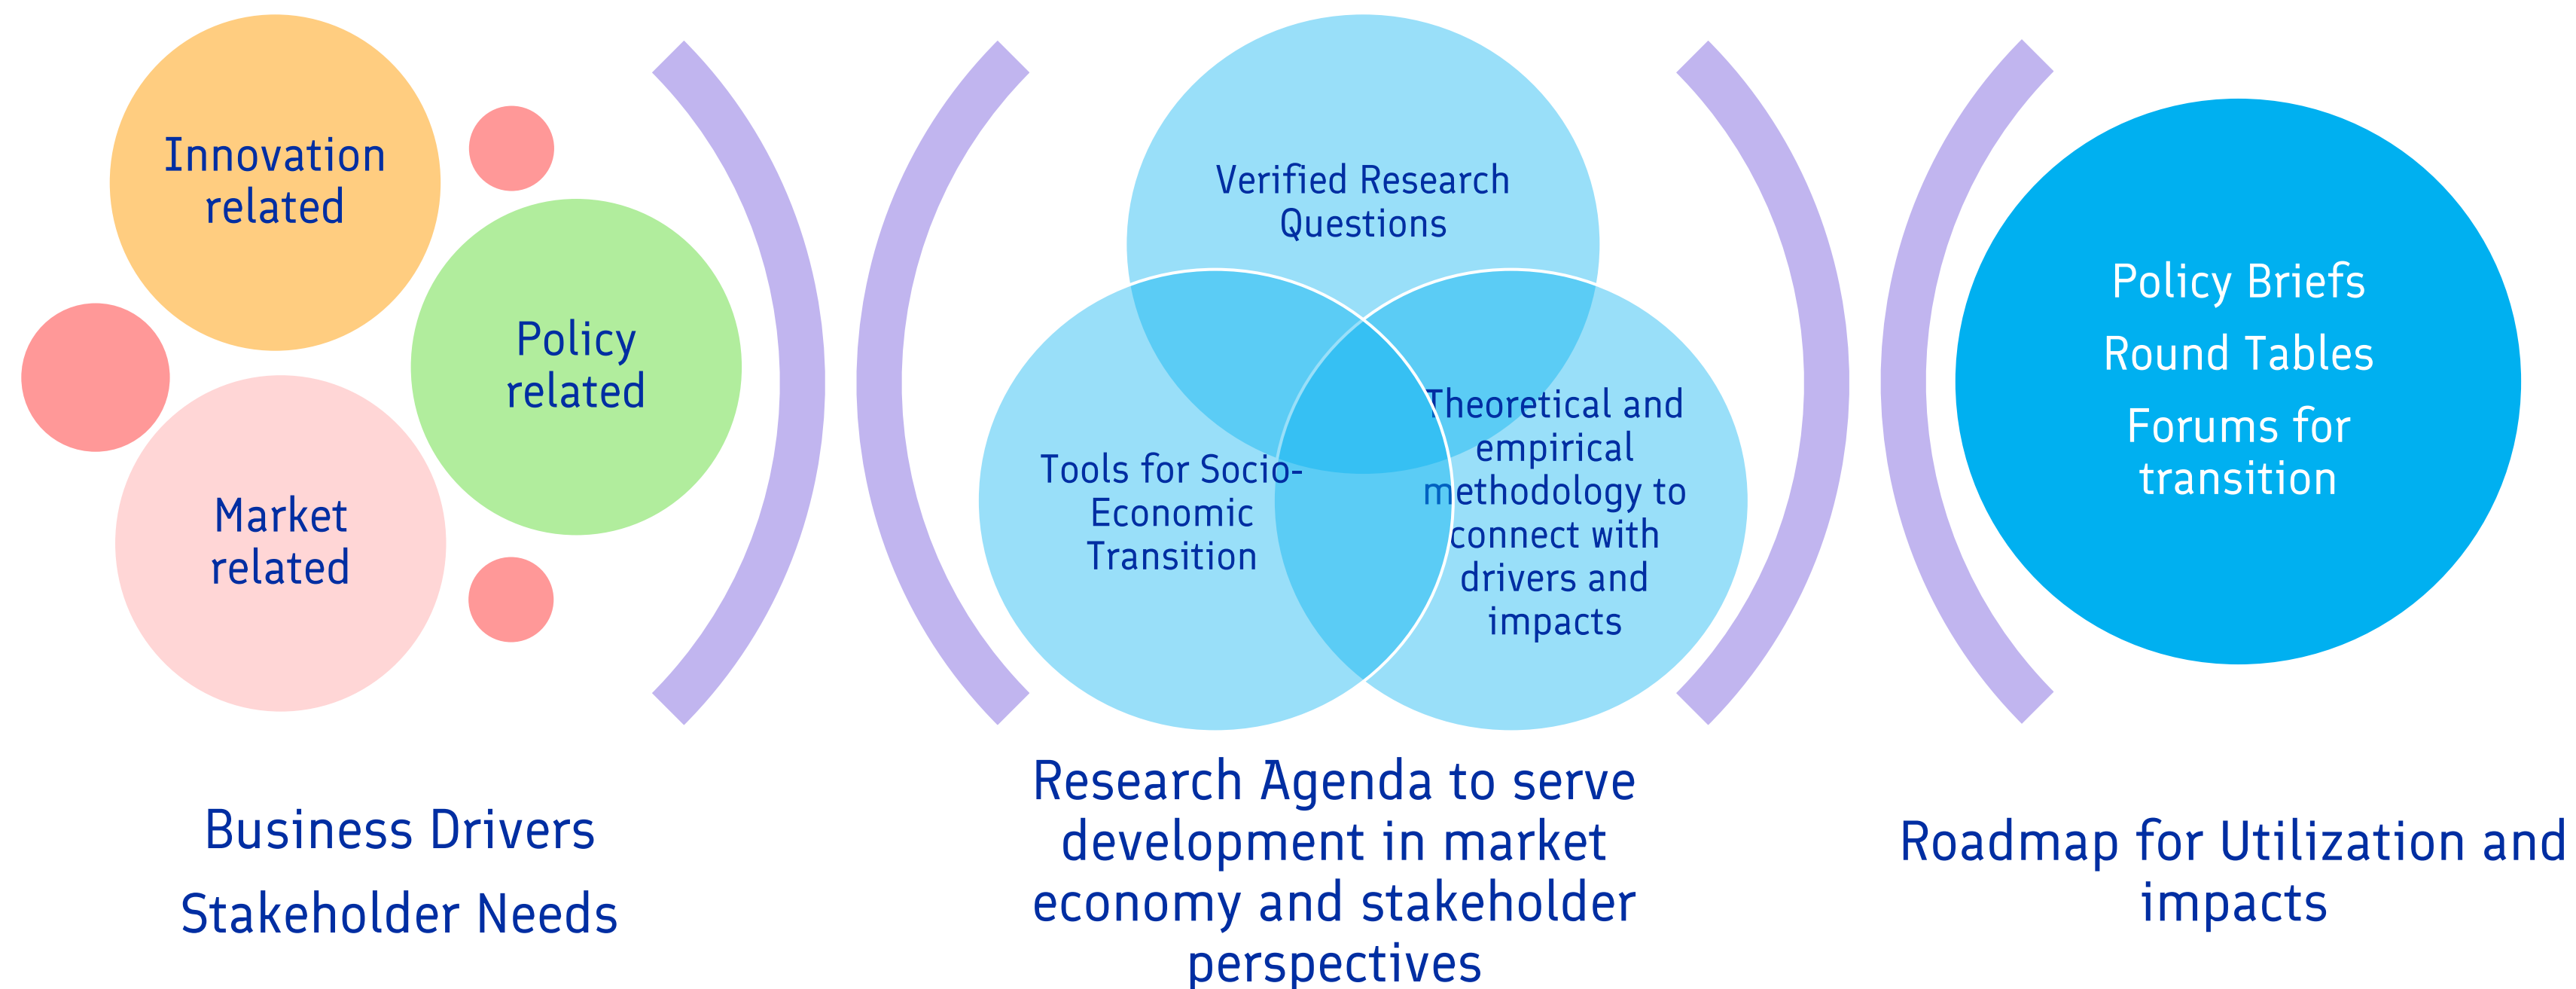 Innovation
related
Policy
related
Market
related
Business Drivers
Stakeholder Needs
Verified Research
Questions
Tools for Socio-
Economic
Transition
Theoretical and
empirical
methodology to
connect with
drivers and
impacts
Research Agenda to serve
development in market
economy and stakeholder
perspectives
Policy Briefs
Round Tables
Forums for
transition
Roadmap for Utilization and
impacts